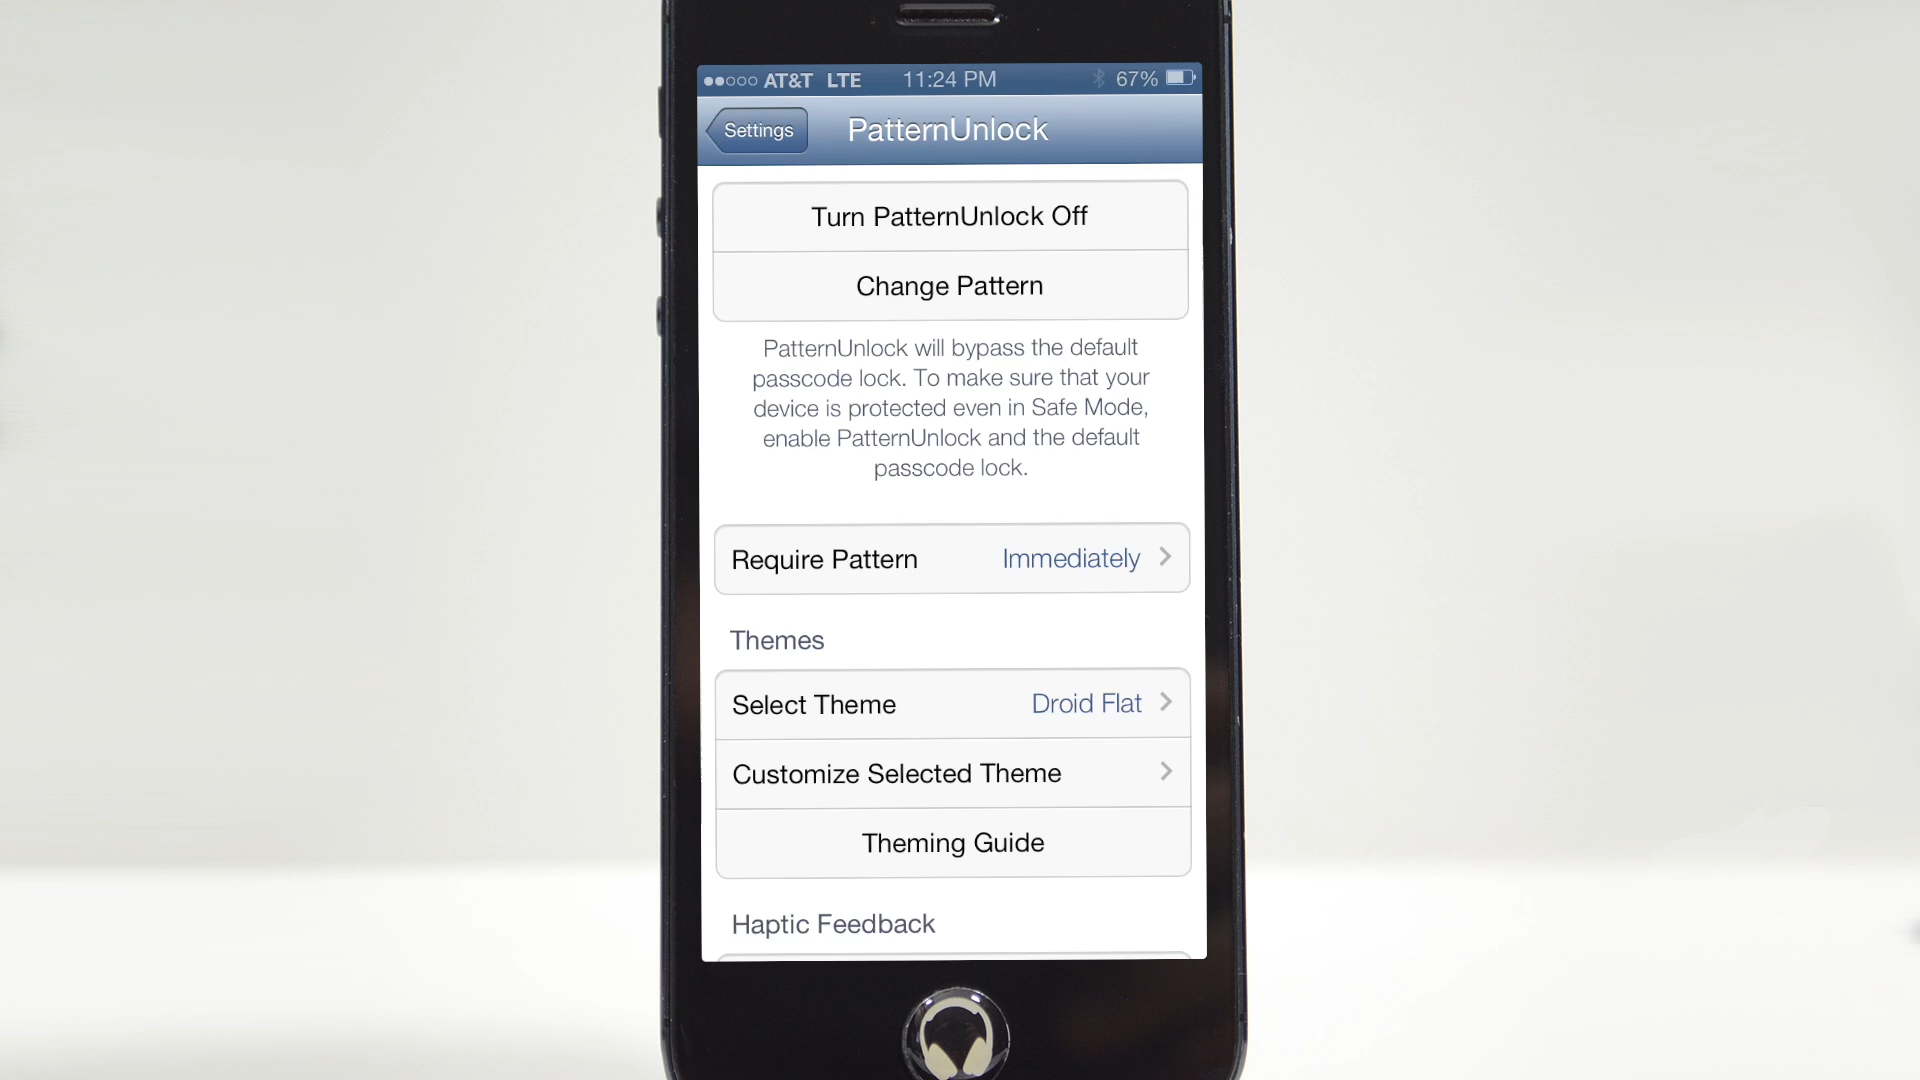 AT&T LTE 11:24 PM 67%
Settings PatternUnlock
Turn PatternUnlock Off
Change Pattern
PatternUnlock will bypass the default
passcode lock. To make sure that your
device is protected even in Safe Mode,
enable PatternUnlock and the default
passcode lock.
Require Pattern Immediately
Themes
Select Theme Droid Flat
Customize Selected Theme
Theming Guide
Haptic Feedback